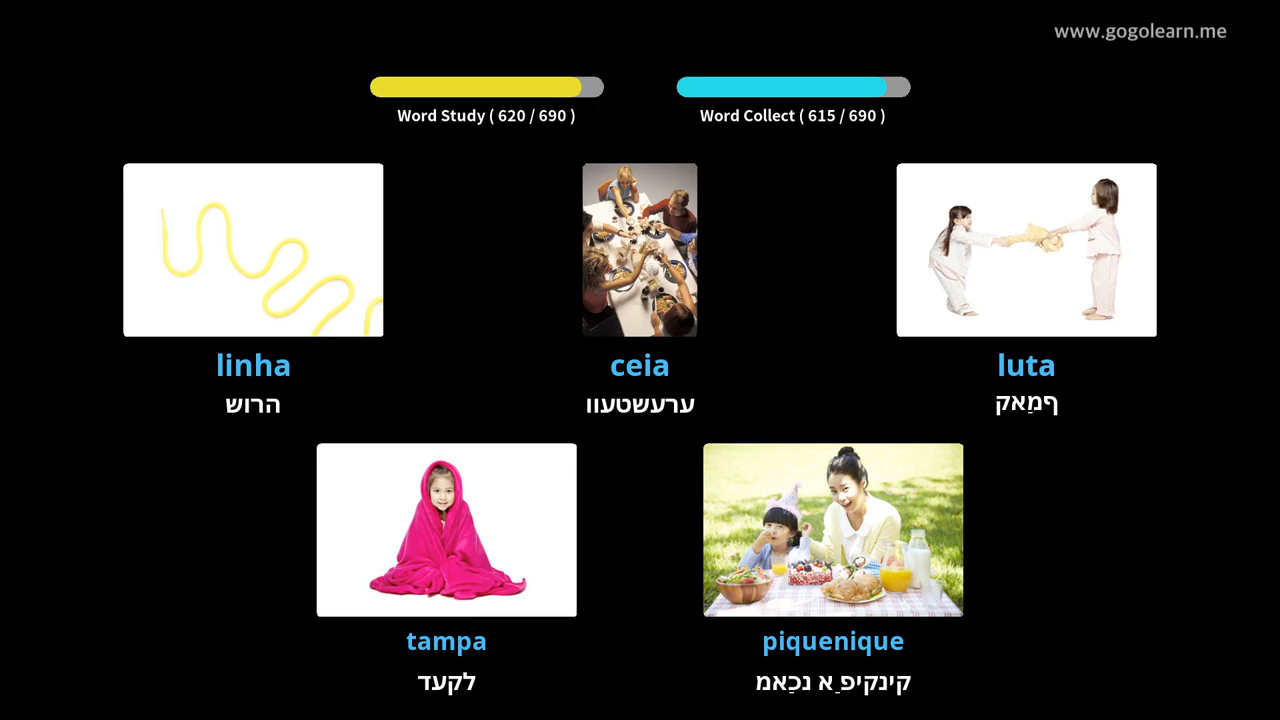 www.gogolearn.me
Word Study ( 620 / 690 )
Word Collect ( 615 / 690 )
linha
ceia
luta
הרוש
ערעשטעוו
ףמַאק
tampa
piquenique
לקעד
קינקיפ ַא נכַאמ